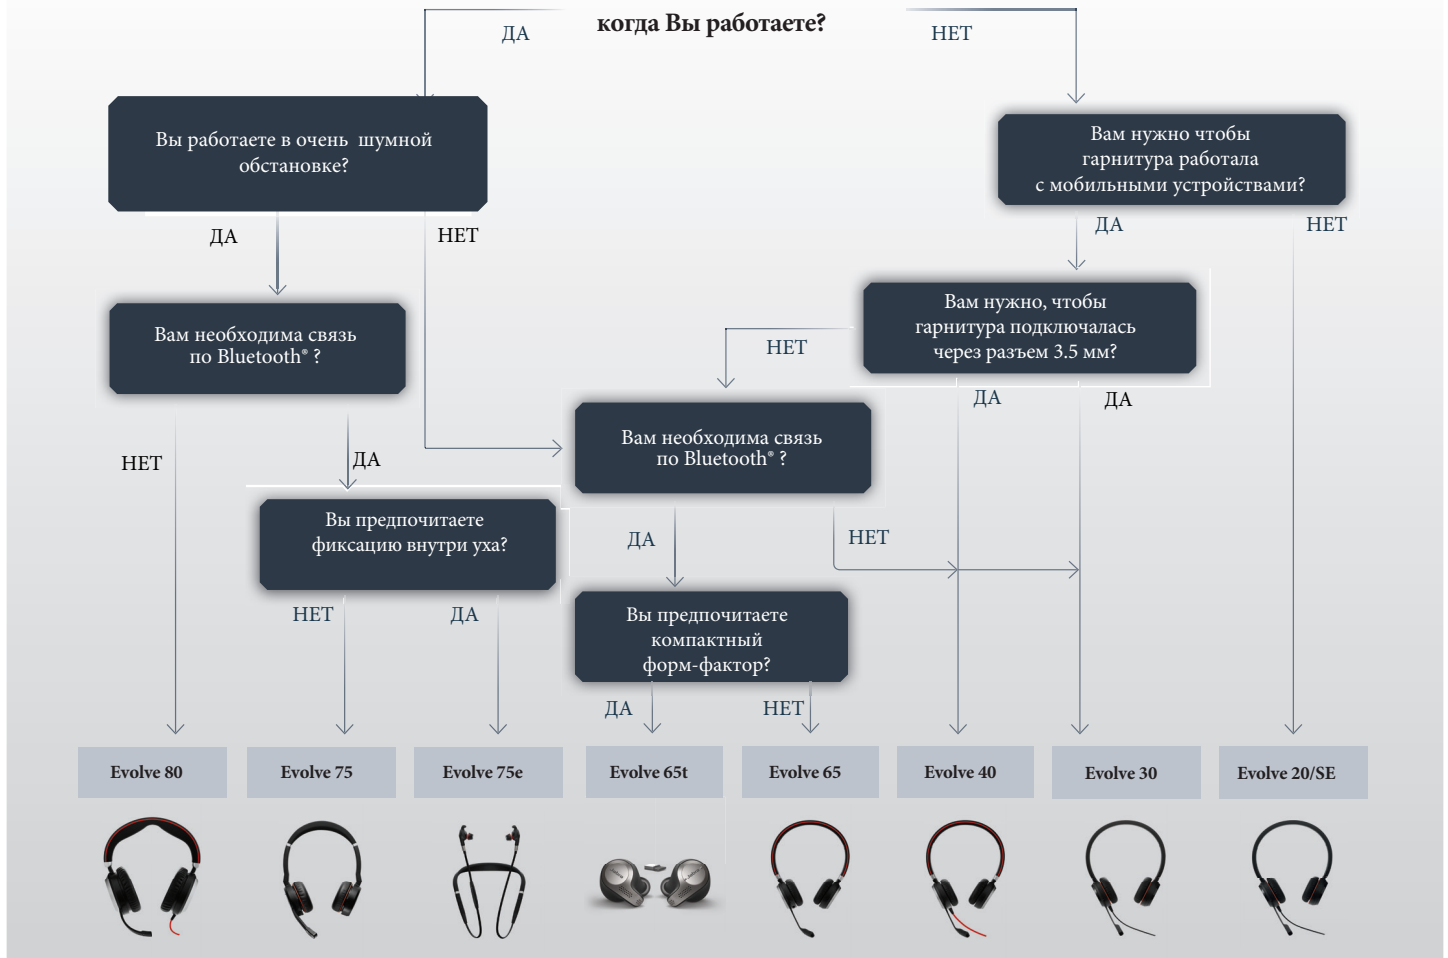 когда Вы работаете?
ДА
НЕТ
Вы работаете в очень шумной
обстановке?
Вам нужно чтобы
гарнитура работала
с мобильными устройствами?
ДА
НЕТ
ДА
НЕТ
Вам необходима связь
по Bluetooth® ?
Вам нужно, чтобы
гарнитура подключалась
через разъем 3.5 мм?
НЕТ
ДА
ДА
Вам необходима связь
по Bluetooth® ?
НЕТ
ДА
Вы предпочитаете
фиксацию внутри уха?
ДА
НЕТ
НЕТ
ДА
Вы предпочитаете
компактный
форм-фактор?
ДА
НЕТ
Evolve 80
Evolve 75
Evolve 75e
Evolve 65t
Evolve 65
Evolve 40
Evolve 30
Evolve 20/SE